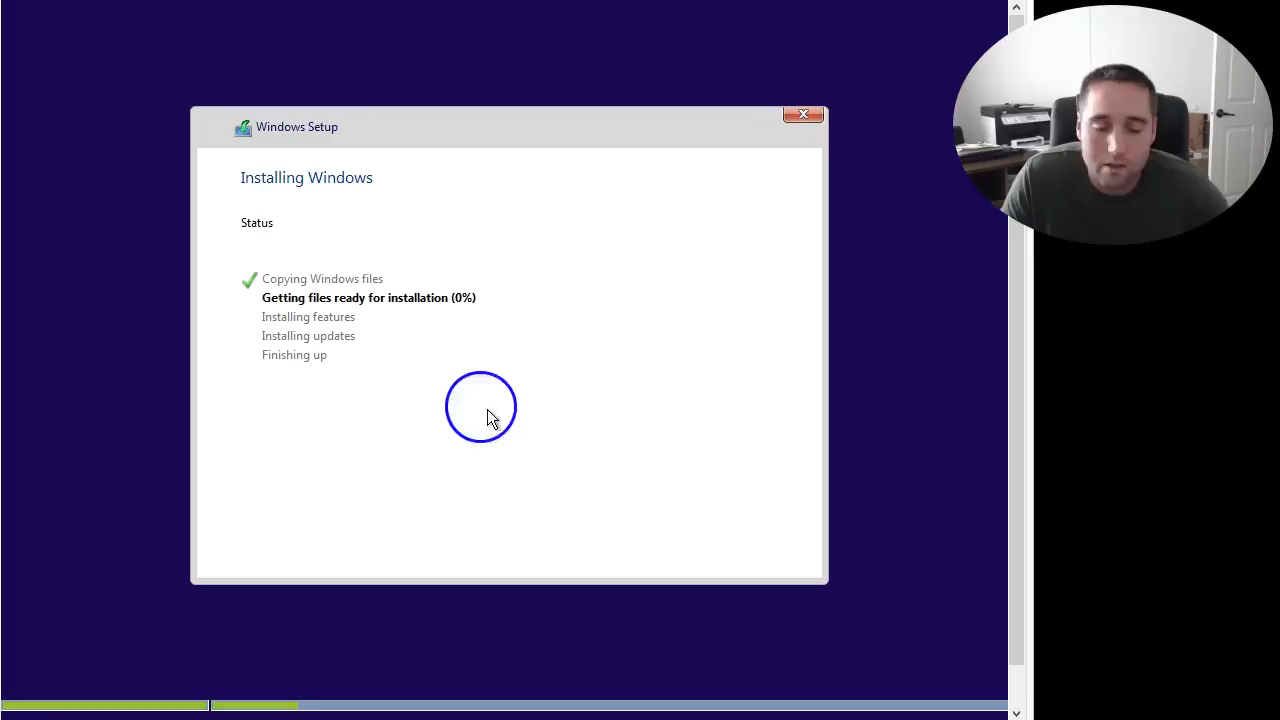 Windows Setup
Installing Windows
Status
Copying Windows files
Getting files ready for installation (0%)
Installing features
Installing updates
Finishing up